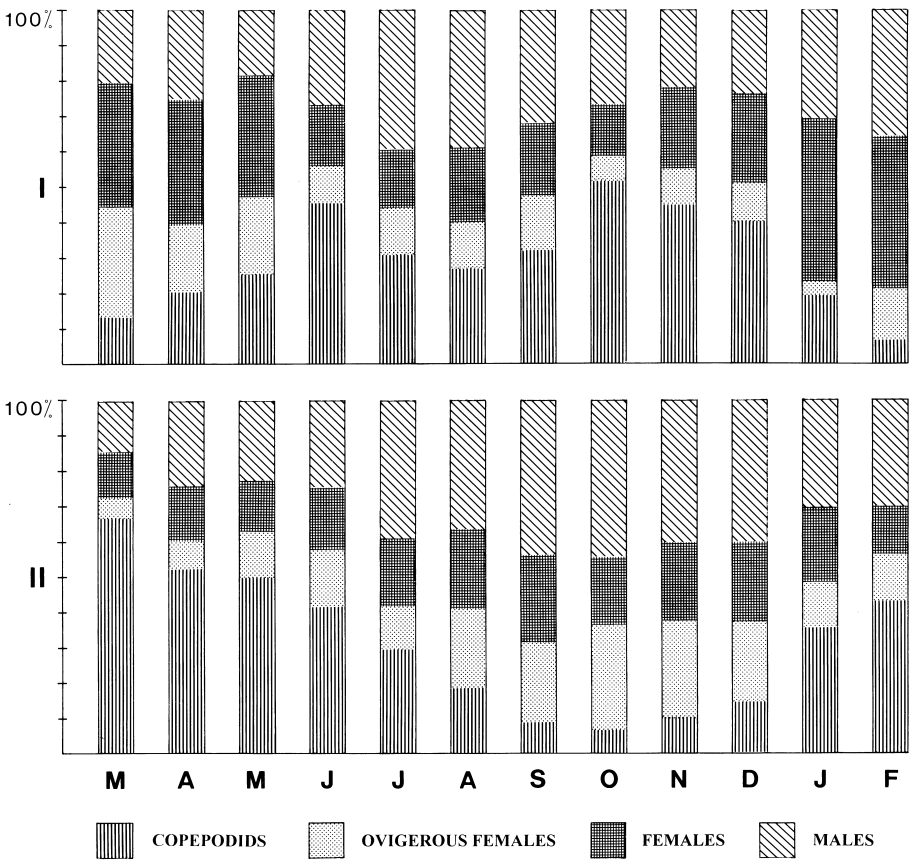 100%
I
100%
II
M A M J J A S O N D J F
COPEPODIDS OVIGEROUS FEMALES FEMALES MALES